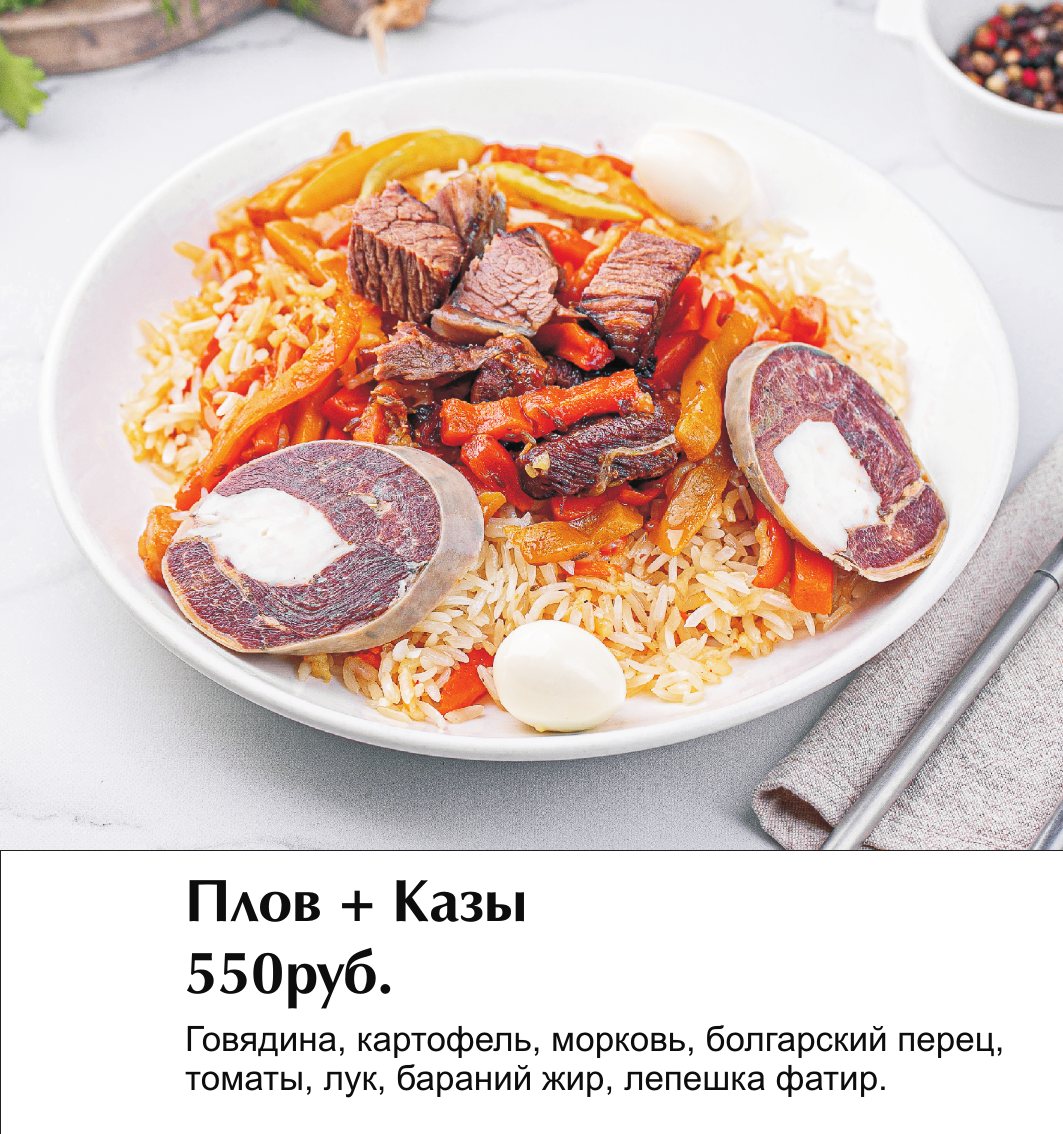 Плов + Казы
550руб.
Говядина, картофель, морковь, болгарский перец,
томаты, лук, бараний жир, лепешка фатир.